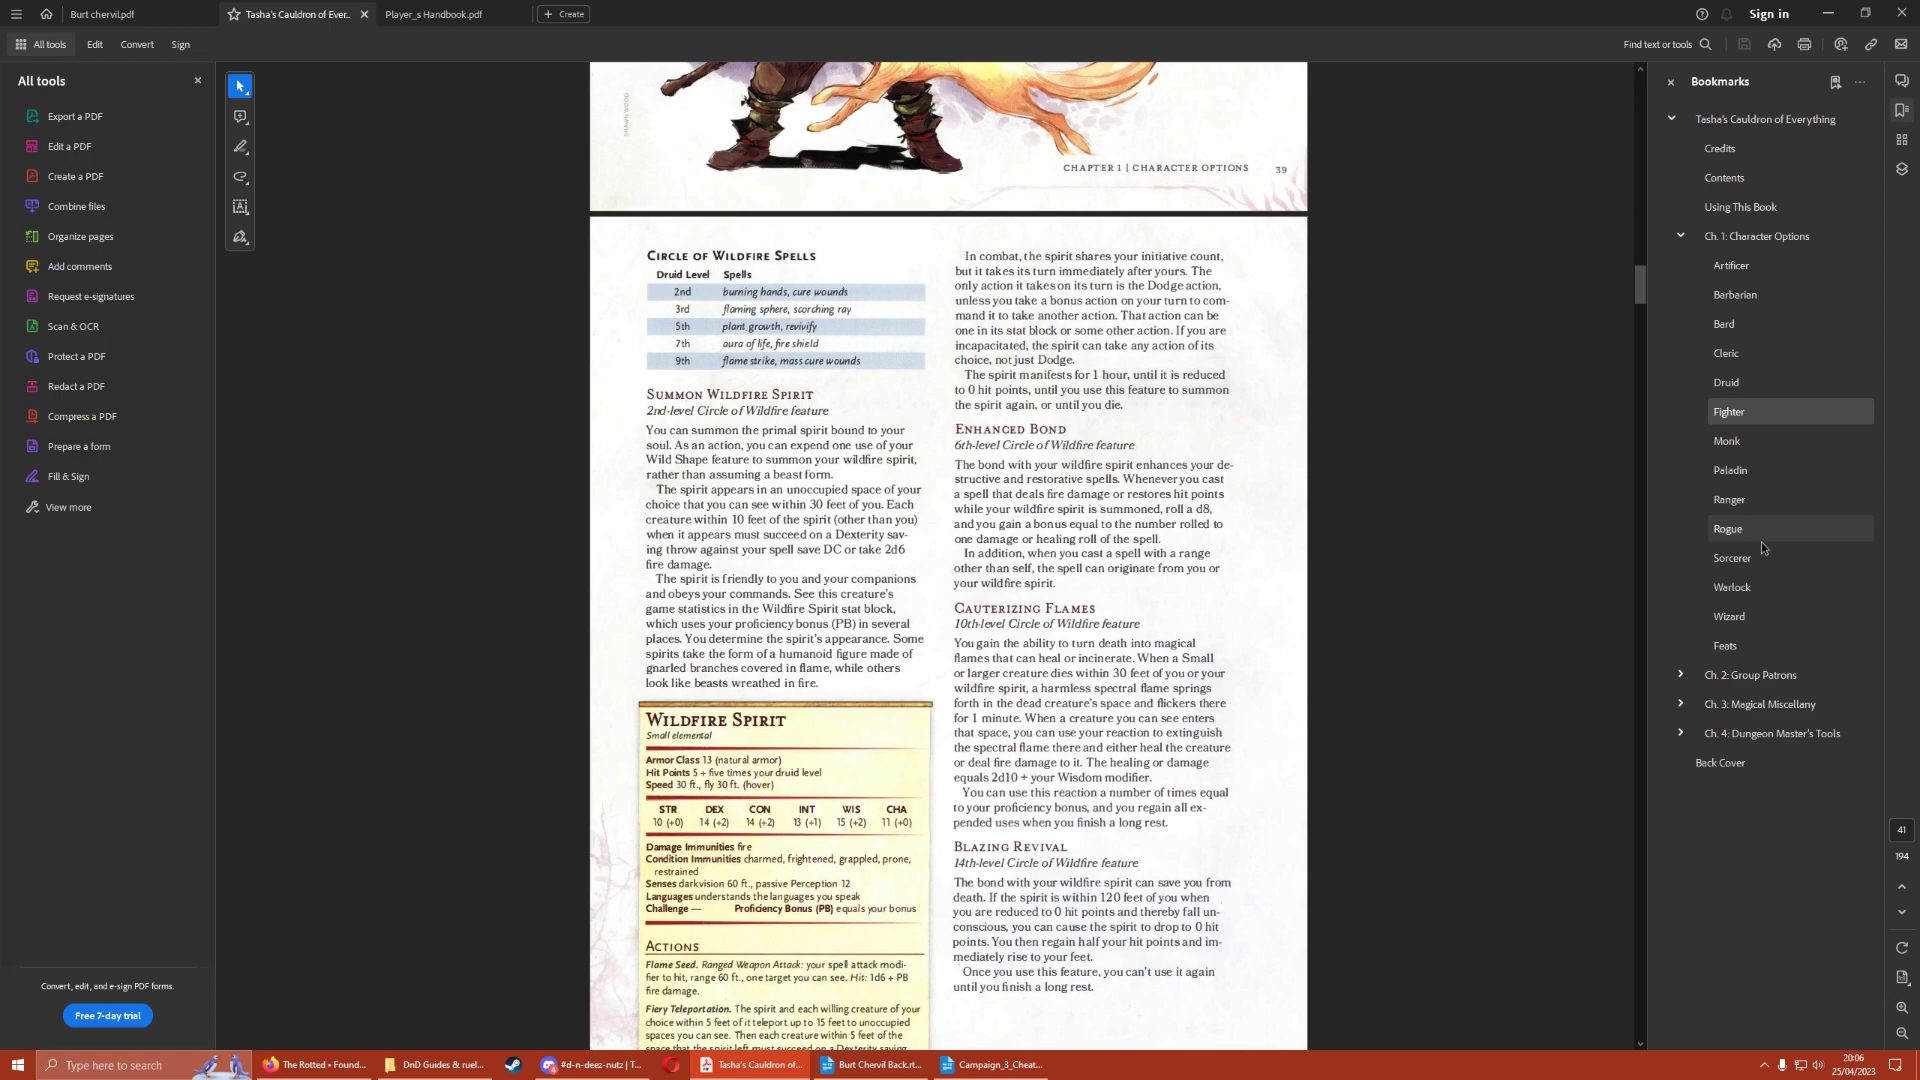 Burt chervil.pdf
Tasha's Cauldron of Ever...
Player_s Handbook.pdf
Create
Sign in
All tools
Edit
Convert
Sign
Find text or tools
All tools
Export a PDF
Edit a PDF
Create a PDF
Combine files
Organize pages
Add comments
Request e-signatures
Scan & OCR
Protect a PDF
Redact a PDF
Compress a PDF
Prepare a form
Fill & Sign
View more
Convert, edit, and e-sign PDF forms.
Free 7-day trial
SHAWN WOOD
CHAPTER 1 | CHARACTER OPTIONS
39
CIRCLE OF WILDFIRE SPELLS
Druid Level Spells
2nd burning hands, cure wounds
3rd flaming sphere, scorching ray
5th plant growth, revivify
7th aura of life, fire shield
9th flame strike, mass cure wounds
SUMMON WILDFIRE SPIRIT
2nd-level Circle of Wildfire feature
You can summon the primal spirit bound to your
soul. As an action, you can expend one use of your
Wild Shape feature to summon your wildfire spirit,
rather than assuming a beast form.
The spirit appears in an unoccupied space of your
choice that you can see within 30 feet of you. Each
creature within 10 feet of the spirit (other than you)
when it appears must succeed on a Dexterity sav-
ing throw against your spell save DC or take 2d6
fire damage.
The spirit is friendly to you and your companions
and obeys your commands. See this creature's
game statistics in the Wildfire Spirit stat block,
which uses your proficiency bonus (PB) in several
places. You determine the spirit's appearance. Some
spirits take the form of a humanoid figure made of
gnarled branches covered in flame, while others
look like beasts wreathed in fire.
WILDFIRE SPIRIT
Small elemental
Armor Class 13 (natural armor)
Hit Points 5 + five times your druid level
Speed 30 ft., fly 30 ft. (hover)
STR DEX CON INT WIS CHA
10 (+0) 14 (+2) 14 (+2) 13 (+1) 15 (+2) 11 (+0)
Damage Immunities fire
Condition Immunities charmed, frightened, grappled, prone,
restrained
Senses darkvision 60 ft., passive Perception 12
Languages understands the languages you speak
Challenge — Proficiency Bonus (PB) equals your bonus
ACTIONS
Flame Seed. Ranged Weapon Attack: your spell attack modi-
fier to hit, range 60 ft., one target you can see. Hit: 1d6 + PB
fire damage.
Fiery Teleportation. The spirit and each willing creature of your
choice within 5 feet of it teleport up to 15 feet to unoccupied
spaces you can see. Then each creature within 5 feet of the
space that the spirit left must succeed on a Dexterity saving
In combat, the spirit shares your initiative count,
but it takes its turn immediately after yours. The
only action it takes on its turn is the Dodge action,
unless you take a bonus action on your turn to com-
mand it to take another action. That action can be
one in its stat block or some other action. If you are
incapacitated, the spirit can take any action of its
choice, not just Dodge.
The spirit manifests for 1 hour, until it is reduced
to 0 hit points, until you use this feature to summon
the spirit again, or until you die.
ENHANCED BOND
6th-level Circle of Wildfire feature
The bond with your wildfire spirit enhances your de-
structive and restorative spells. Whenever you cast
a spell that deals fire damage or restores hit points
while your wildfire spirit is summoned, roll a d8,
and you gain a bonus equal to the number rolled to
one damage or healing roll of the spell.
In addition, when you cast a spell with a range
other than self, the spell can originate from you or
your wildfire spirit.
CAUTERIZING FLAMES
10th-level Circle of Wildfire feature
You gain the ability to turn death into magical
flames that can heal or incinerate. When a Small
or larger creature dies within 30 feet of you or your
wildfire spirit, a harmless spectral flame springs
forth in the dead creature's space and flickers there
for 1 minute. When a creature you can see enters
that space, you can use your reaction to extinguish
the spectral flame there and either heal the creature
or deal fire damage to it. The healing or damage
equals 2d10 + your Wisdom modifier.
You can use this reaction a number of times equal
to your proficiency bonus, and you regain all ex-
pended uses when you finish a long rest.
BLAZING REVIVAL
14th-level Circle of Wildfire feature
The bond with your wildfire spirit can save you from
death. If the spirit is within 120 feet of you when
you are reduced to 0 hit points and thereby fall un-
conscious, you can cause the spirit to drop to 0 hit
points. You then regain half your hit points and im-
mediately rise to your feet.
Once you use this feature, you can't use it again
until you finish a long rest.
Bookmarks
Tasha's Cauldron of Everything
Credits
Contents
Using This Book
Ch. 1: Character Options
Artificer
Barbarian
Bard
Cleric
Druid
Fighter
Monk
Paladin
Ranger
Rogue
Sorcerer
Warlock
Wizard
Feats
Ch. 2: Group Patrons
Ch. 3: Magical Miscellany
Ch. 4: Dungeon Master's Tools
Back Cover
41
194
Type here to search
The Rotted • Found...
DnD Guides & ruel...
#d-n-deez-nutz | T...
Tasha's Cauldron of...
Burt Chervil Back.rt...
Campaign_3_Cheat...
20:06
25/04/2023